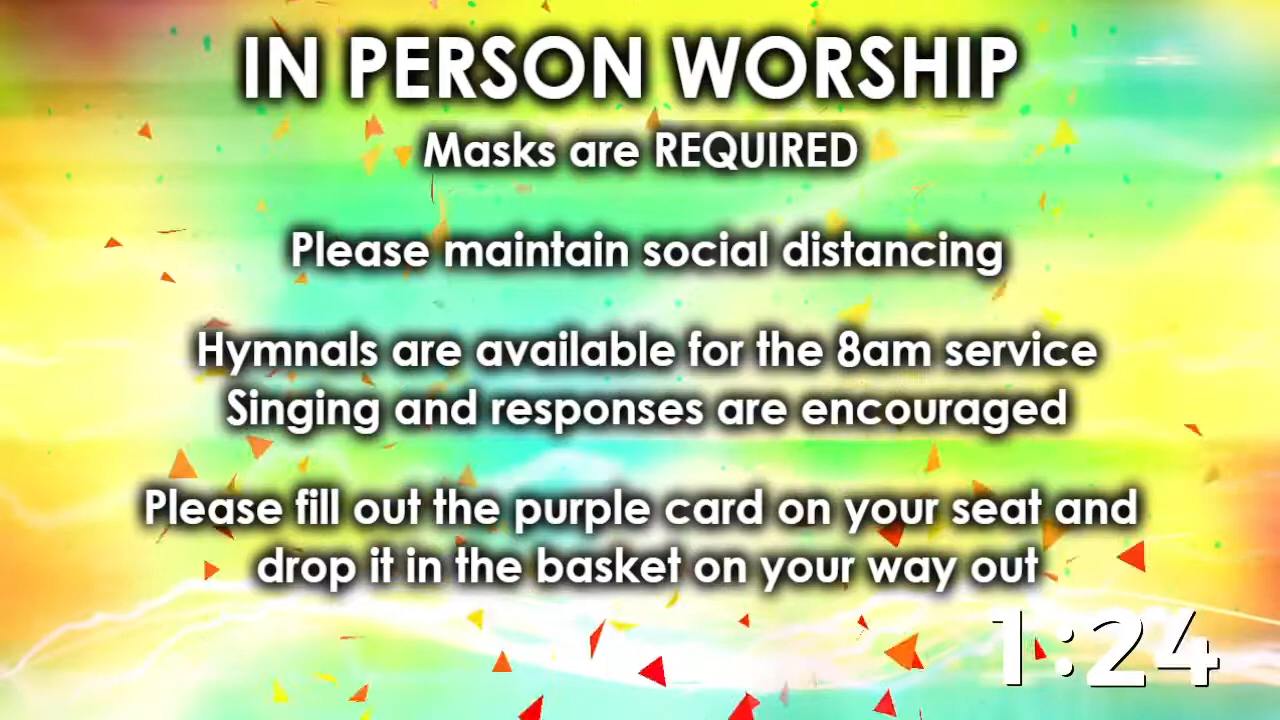 IN PERSON WORSHIP
Masks are REQUIRED
Please maintain social distancing
Hymnals are available for the 8am service
Singing and responses are encouraged
Please fill out the purple card on your seat and
drop it in the basket on your way out
1:24